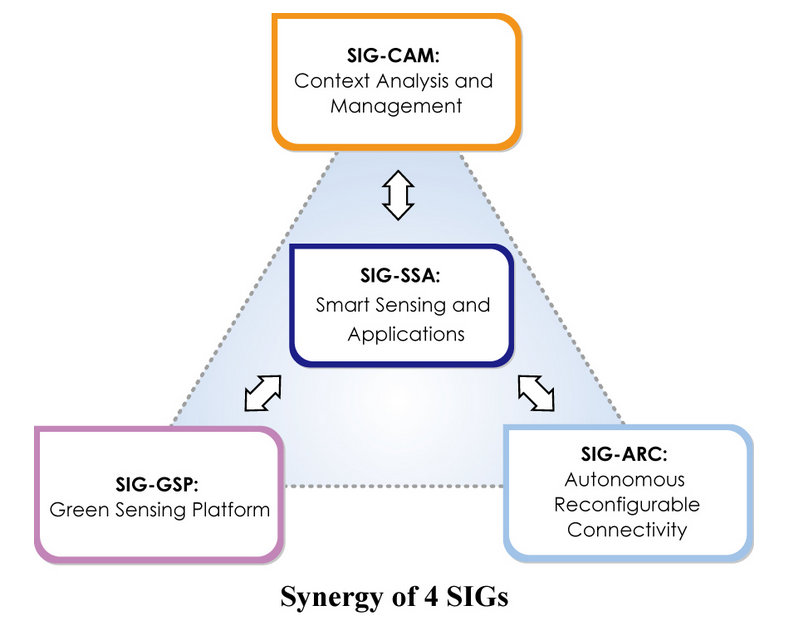 SIG-CAM:
Context Analysis and
Management
SIG-SSA:
Smart Sensing and
Applications
SIG-GSP:
Green Sensing Platform
SIG-ARC:
Autonomous
Reconfigurable
Connectivity
Synergy of 4 SIGs